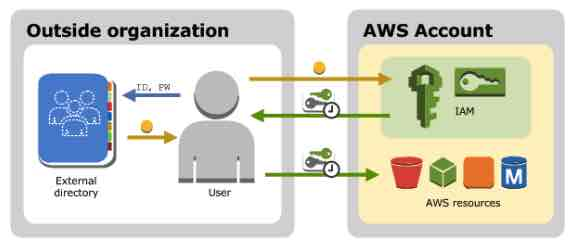 Outside organization
AWS Account
ID, PW
IAM
External
directory
User
M
AWS resources